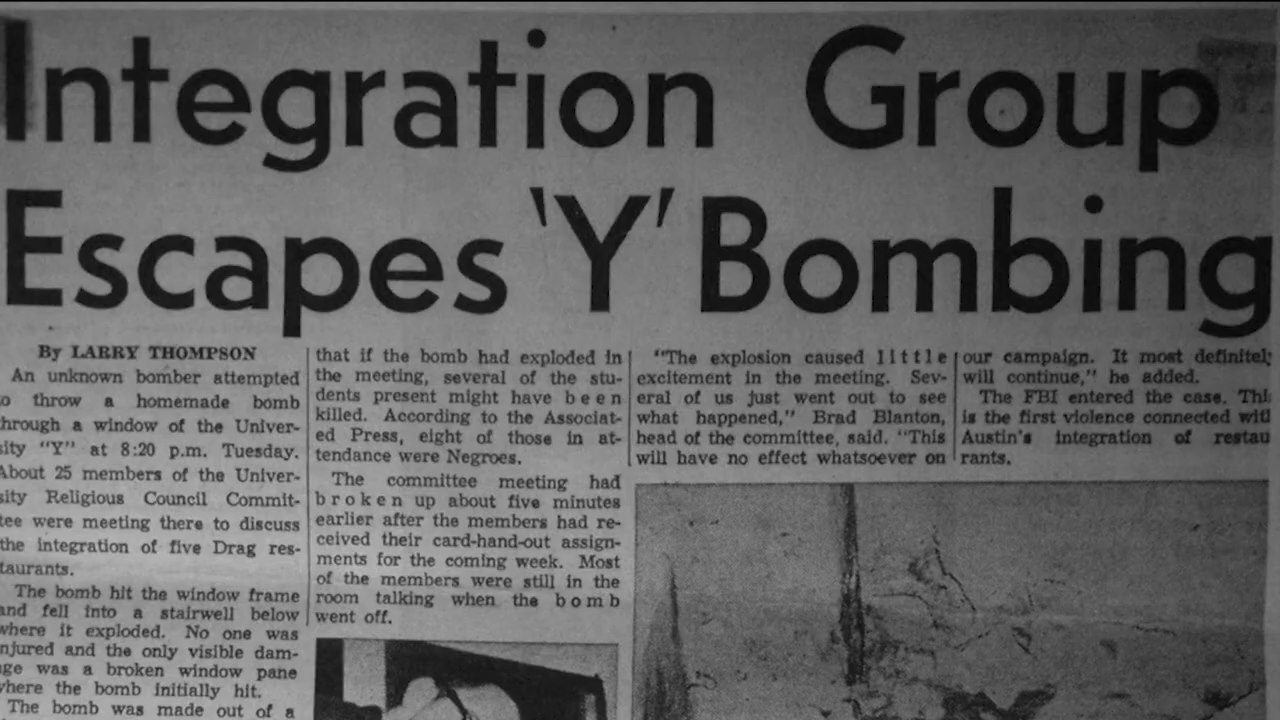 Integration Group
Escapes 'Y' Bombing
By LARRY THOMPSON
An unknown bomber attempted
o throw a homemade bomb
hrough a window of the Univer-
sity "Y" at 8:20 p.m. Tuesday.
About 25 members of the Univer-
sity Religious Council Commit-
tee were meeting there to discuss
the integration of five Drag res-
taurants.
The bomb hit the window frame
and fell into a stairwell below
where it exploded. No one was
njured and the only visible dam-
ge was a broken window pane
where the bomb initially hit.
The bomb was made out of a
that if the bomb had exploded in
the meeting, several of the stu-
dents present might have been
killed. According to the Associat-
ed Press, eight of those in at-
tendance were Negroes.
The committee meeting had
broken up about five minutes
earlier after the members had re-
ceived their card-hand-out assign-
ments for the coming week. Most
of the members were still in the
room talking when the bomb
went off.
"The explosion caused little
excitement in the meeting. Sev-
eral of us just went out to see
what happened," Brad Blanton,
head of the committee, said. "This
will have no effect whatsoever on
our campaign. It most definitel
will continue," he added.
The FBI entered the case. Thi
is the first violence connected wit
Austin's integration of restau
rants.